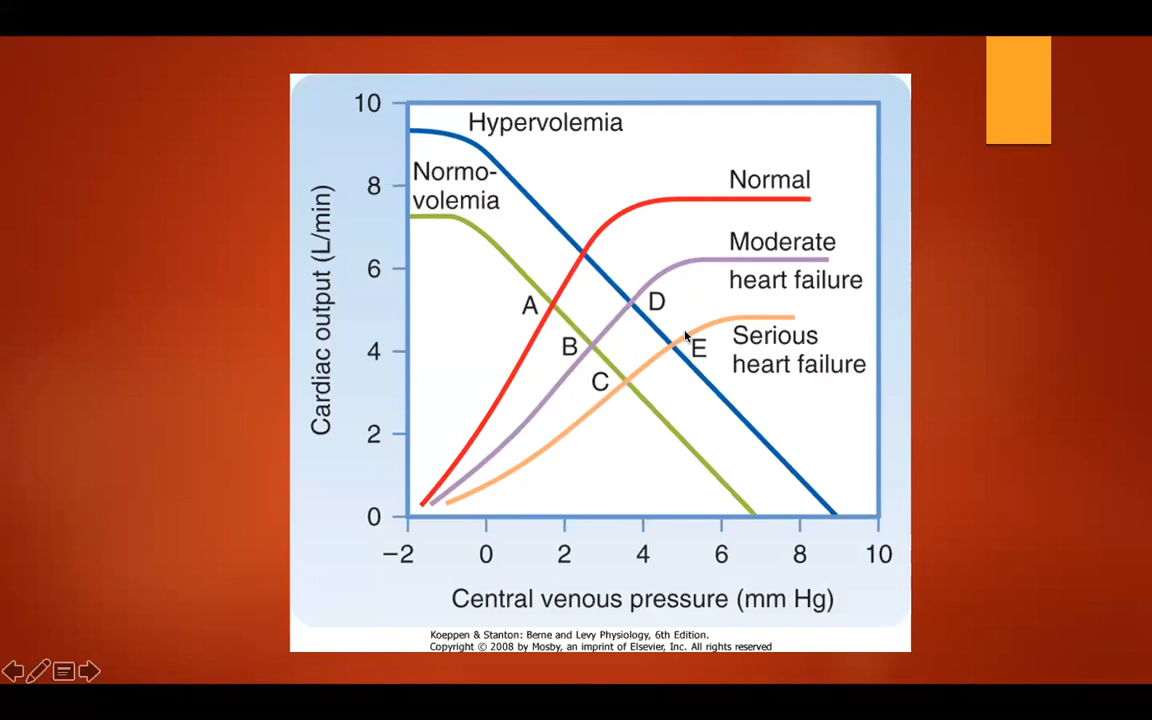 10
Hypervolemia
Normo-
volemia
Normal
8
Moderate
heart failure
6
A
D
B
E
Serious
heart failure
4
C
2
0
Cardiac output (L/min)
−2 0 2 4 6 8 10
Central venous pressure (mm Hg)
Koeppen & Stanton: Berne and Levy Physiology, 6th Edition.
Copyright © 2008 by Mosby, an imprint of Elsevier, Inc. All rights reserved